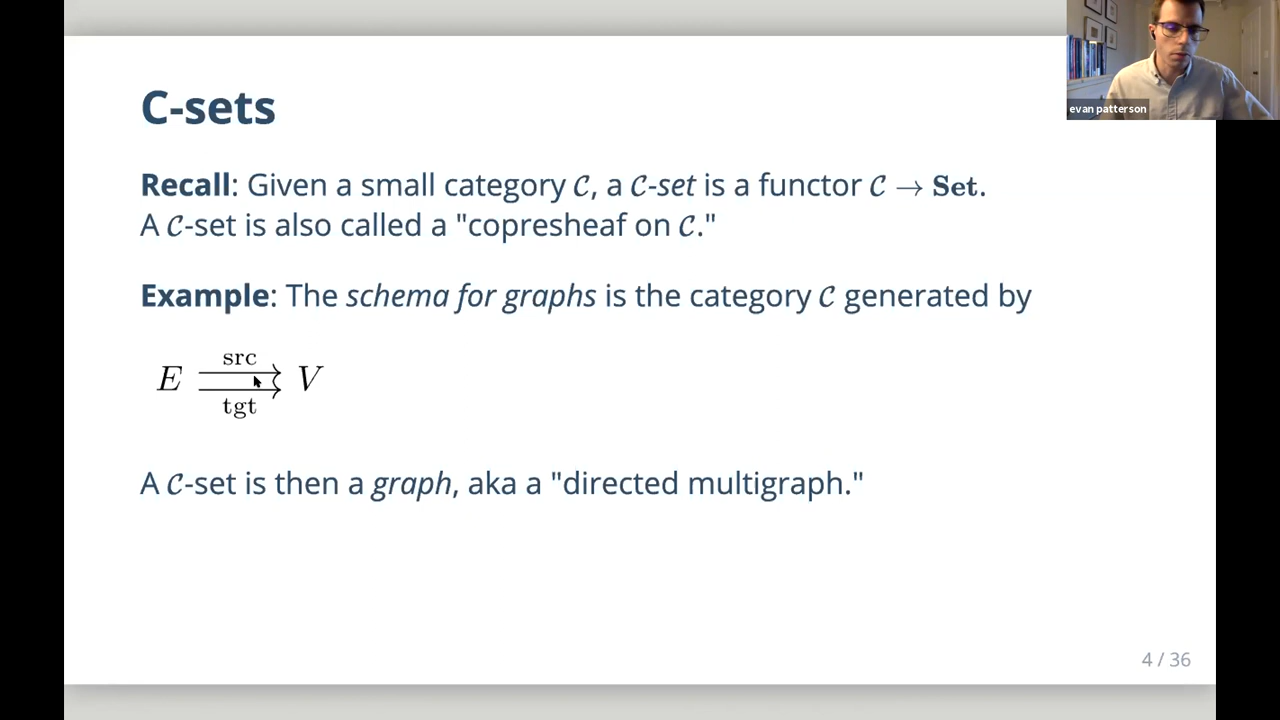 C-sets
evan patterson
Recall: Given a small category 𝒞, a 𝒞-set is a functor 𝒞 → Set.
A 𝒞-set is also called a "copresheaf on 𝒞."
Example: The schema for graphs is the category 𝒞 generated by
src
E ⇉ V
tgt
A 𝒞-set is then a graph, aka a "directed multigraph."
4 / 36